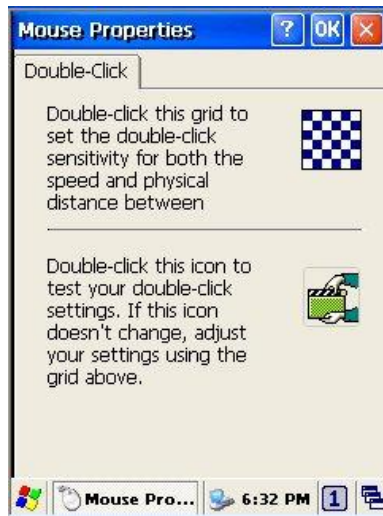 Mouse Properties ? OK ×
Double-Click
Double-click this grid to
set the double-click
sensitivity for both the
speed and physical
distance between
Double-click this icon to
test your double-click
settings. If this icon
doesn't change, adjust
your settings using the
grid above.
Mouse Pro... 6:32 PM 1